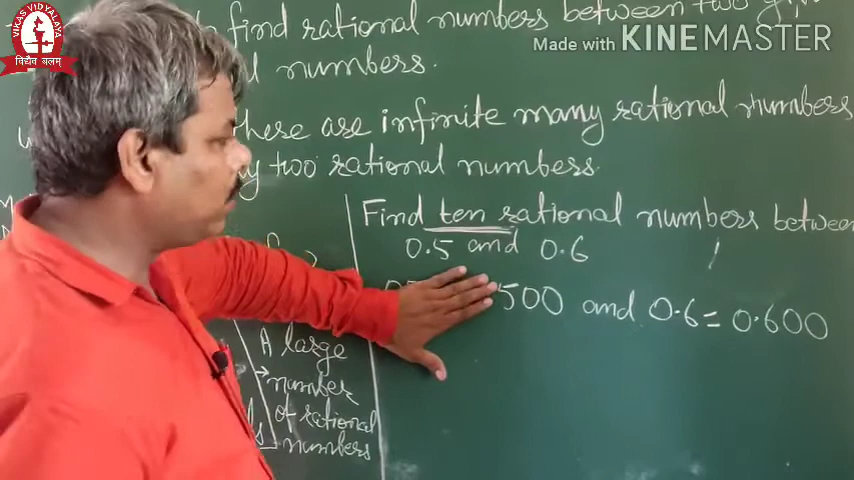 VIKAS VIDYALAYA
विद्यैव बलम्
Made with KINEMASTER
to find rational numbers between two
numbers.
there are infinite many rational numbers
two rational numbers.
Find ten rational numbers between
0.5 and 0.6
500 and 0.6 = 0.600
A large
number
of rational
numbers